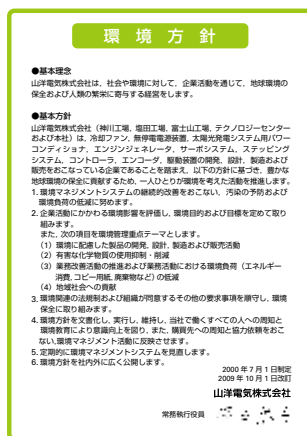 環境方針
●基本理念
山洋電気株式会社は、社会や環境に対して、企業活動を通じて、地球環境の
保全および人類の繁栄に寄与する経営をします。
●基本方針
山洋電気株式会社（神川工場、塩田工場、富士山工場、テクノロジーセンター
および本社）は、冷却ファン、無停電電源装置、太陽光発電システム用パワー
コンディショナ、エンジンジェネレータ、サーボシステム、ステッピング
システム、コントローラ、エンコーダ、駆動装置の開発、設計、製造および
販売をおこなっている企業であることを踏まえ、以下の方針に基づき、豊かな
地球環境の保全に貢献するため、一人ひとりが環境を考えた活動を推進します。
1. 環境マネジメントシステムの継続的改善をおこない、汚染の予防および
環境負荷の低減に努めます。
2. 企業活動にかかわる環境影響を評価し、環境目的および目標を定めて取り
組みます。
また、次の項目を環境管理重点テーマとします。
（1）環境に配慮した製品の開発、設計、製造および販売活動
（2）有害な化学物質の使用抑制・削減
（3）業務改善活動の推進および業務活動における環境負荷（エネルギー
消費、コピー用紙、廃棄物など）の低減
（4）地域社会への貢献
3. 環境関連の法規制および組織が同意するその他の要求事項を順守し、環境
保全に取り組みます。
4. 環境方針を文書化し、実行し、維持し、当社で働くすべての人への周知と
環境教育により意識向上を図り、また、購買先への周知と協力依頼をおこ
ない、環境マネジメント活動に反映させます。
5. 定期的に環境マネジメントシステムを見直します。
6. 環境方針を社内外に広く公開します。
2000年7月1日制定
2009年10月1日改訂
山洋電気株式会社
常務執行役員